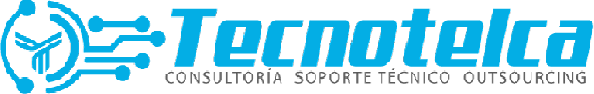 Tecnotelca
CONSULTORÍA SOPORTE TÉCNICO OUTSOURCING